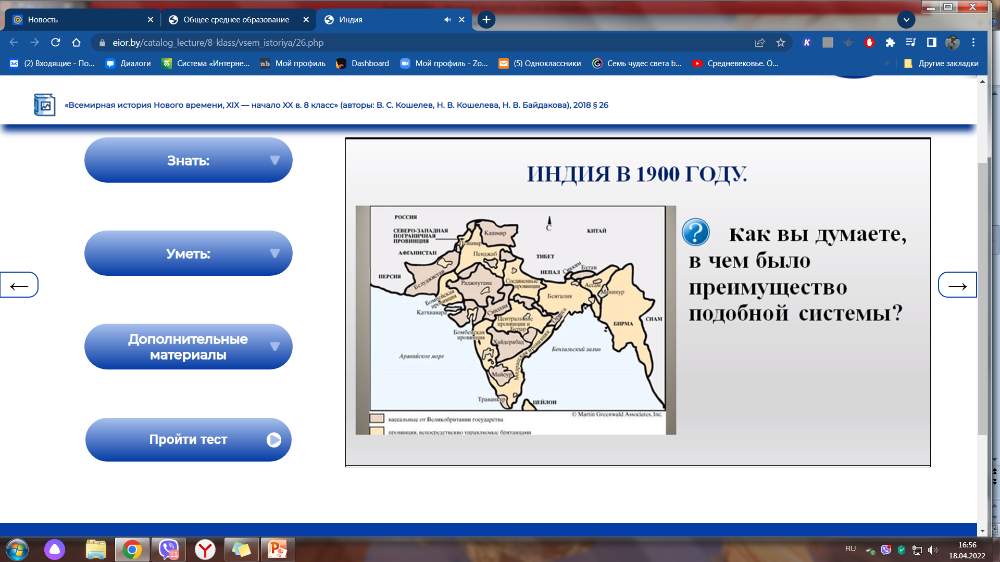 Новость
Общее среднее образование
Индия
eior.by/catalog_lecture/8-klass/vsem_istoriya/26.php
(2) Входящие - По...
Диалоги
Система «Интерне...
Мой профиль
Dashboard
Мой профиль - Zo...
(5) Одноклассники
Семь чудес света b...
Средневековье. О...
Другие закладки
«Всемирная история Нового времени, XIX — начало XX в. 8 класс» (авторы: В. С. Кошелев, Н. В. Кошелева, Н. В. Байдакова), 2018 § 26
Знать:
Уметь:
Дополнительные
материалы
Пройти тест
ИНДИЯ В 1900 ГОДУ.
РОССИЯ
СЕВЕРО-ЗАПАДНАЯ
ПОГРАНИЧНАЯ
ПРОВИНЦИЯ
АФГАНИСТАН
ПЕРСИЯ
Кашмир
Пешавар
Пенджаб
С
КИТАЙ
ТИБЕТ
НЕПАЛ
Сикким
Бутан
Белуджистан
Раджпутана
Соединенные
провинции
Ассам
Манипур
Бенгалия
Бомбейская
провинция
Катхиавара
Синдхия
Центральные
провинции и
Берар
Орисса
БИРМА
СИАМ
Бомбейская
провинция
Хайдерабад
Мадрасская провинция
Бенгальский залив
Аравийское море
Майсур
Траванкур
ЦЕЙЛОН
© Martin Greenwald Associates, Inc.
вассальные от Великобритании государства
провинции, непосредственно управляемые британцами
Как вы думаете,
в чем было
преимущество
подобной системы?
11
RU
16:56
18.04.2022